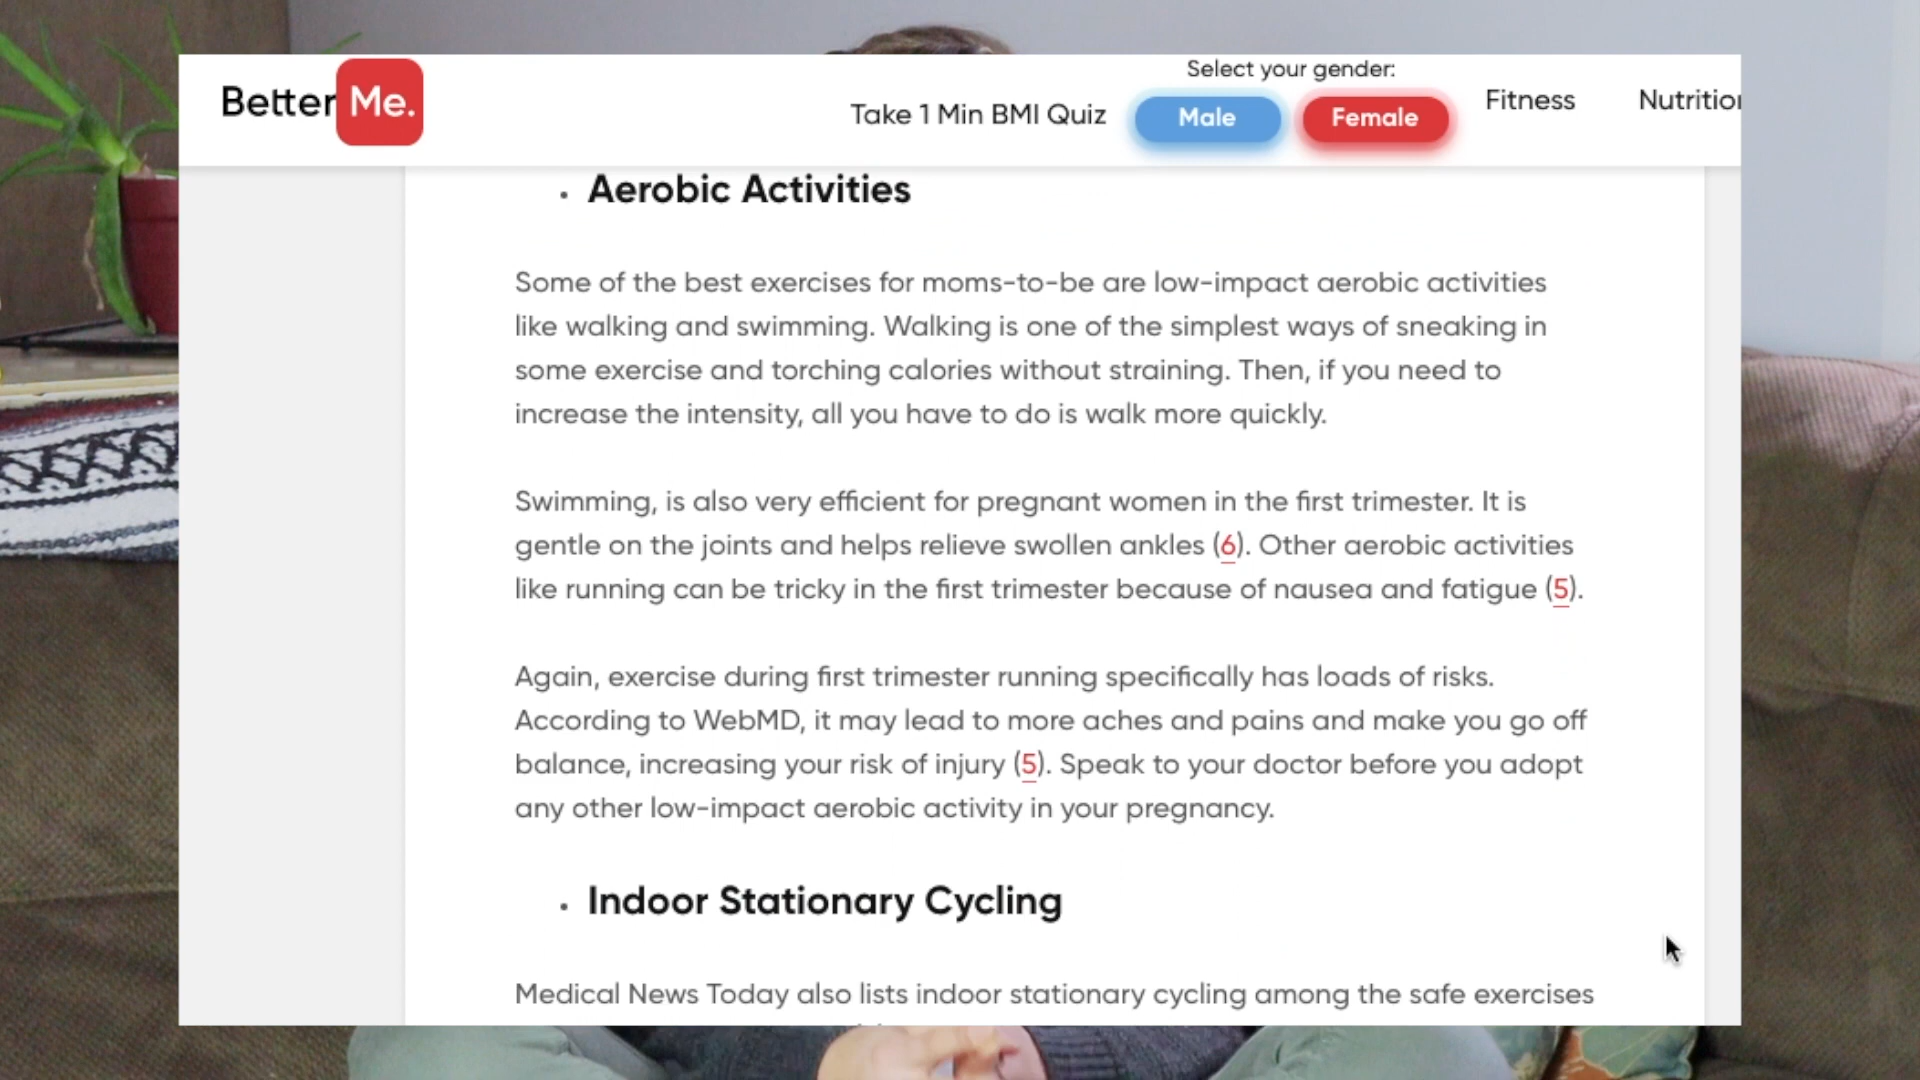 BetterMe.
Select your gender:
Take 1 Min BMI Quiz
Male
Female
Fitness
Nutrition
• Aerobic Activities
Some of the best exercises for moms-to-be are low-impact aerobic activities
like walking and swimming. Walking is one of the simplest ways of sneaking in
some exercise and torching calories without straining. Then, if you need to
increase the intensity, all you have to do is walk more quickly.
Swimming, is also very efficient for pregnant women in the first trimester. It is
gentle on the joints and helps relieve swollen ankles (6). Other aerobic activities
like running can be tricky in the first trimester because of nausea and fatigue (5).
Again, exercise during first trimester running specifically has loads of risks.
According to WebMD, it may lead to more aches and pains and make you go off
balance, increasing your risk of injury (5). Speak to your doctor before you adopt
any other low-impact aerobic activity in your pregnancy.
• Indoor Stationary Cycling
Medical News Today also lists indoor stationary cycling among the safe exercises